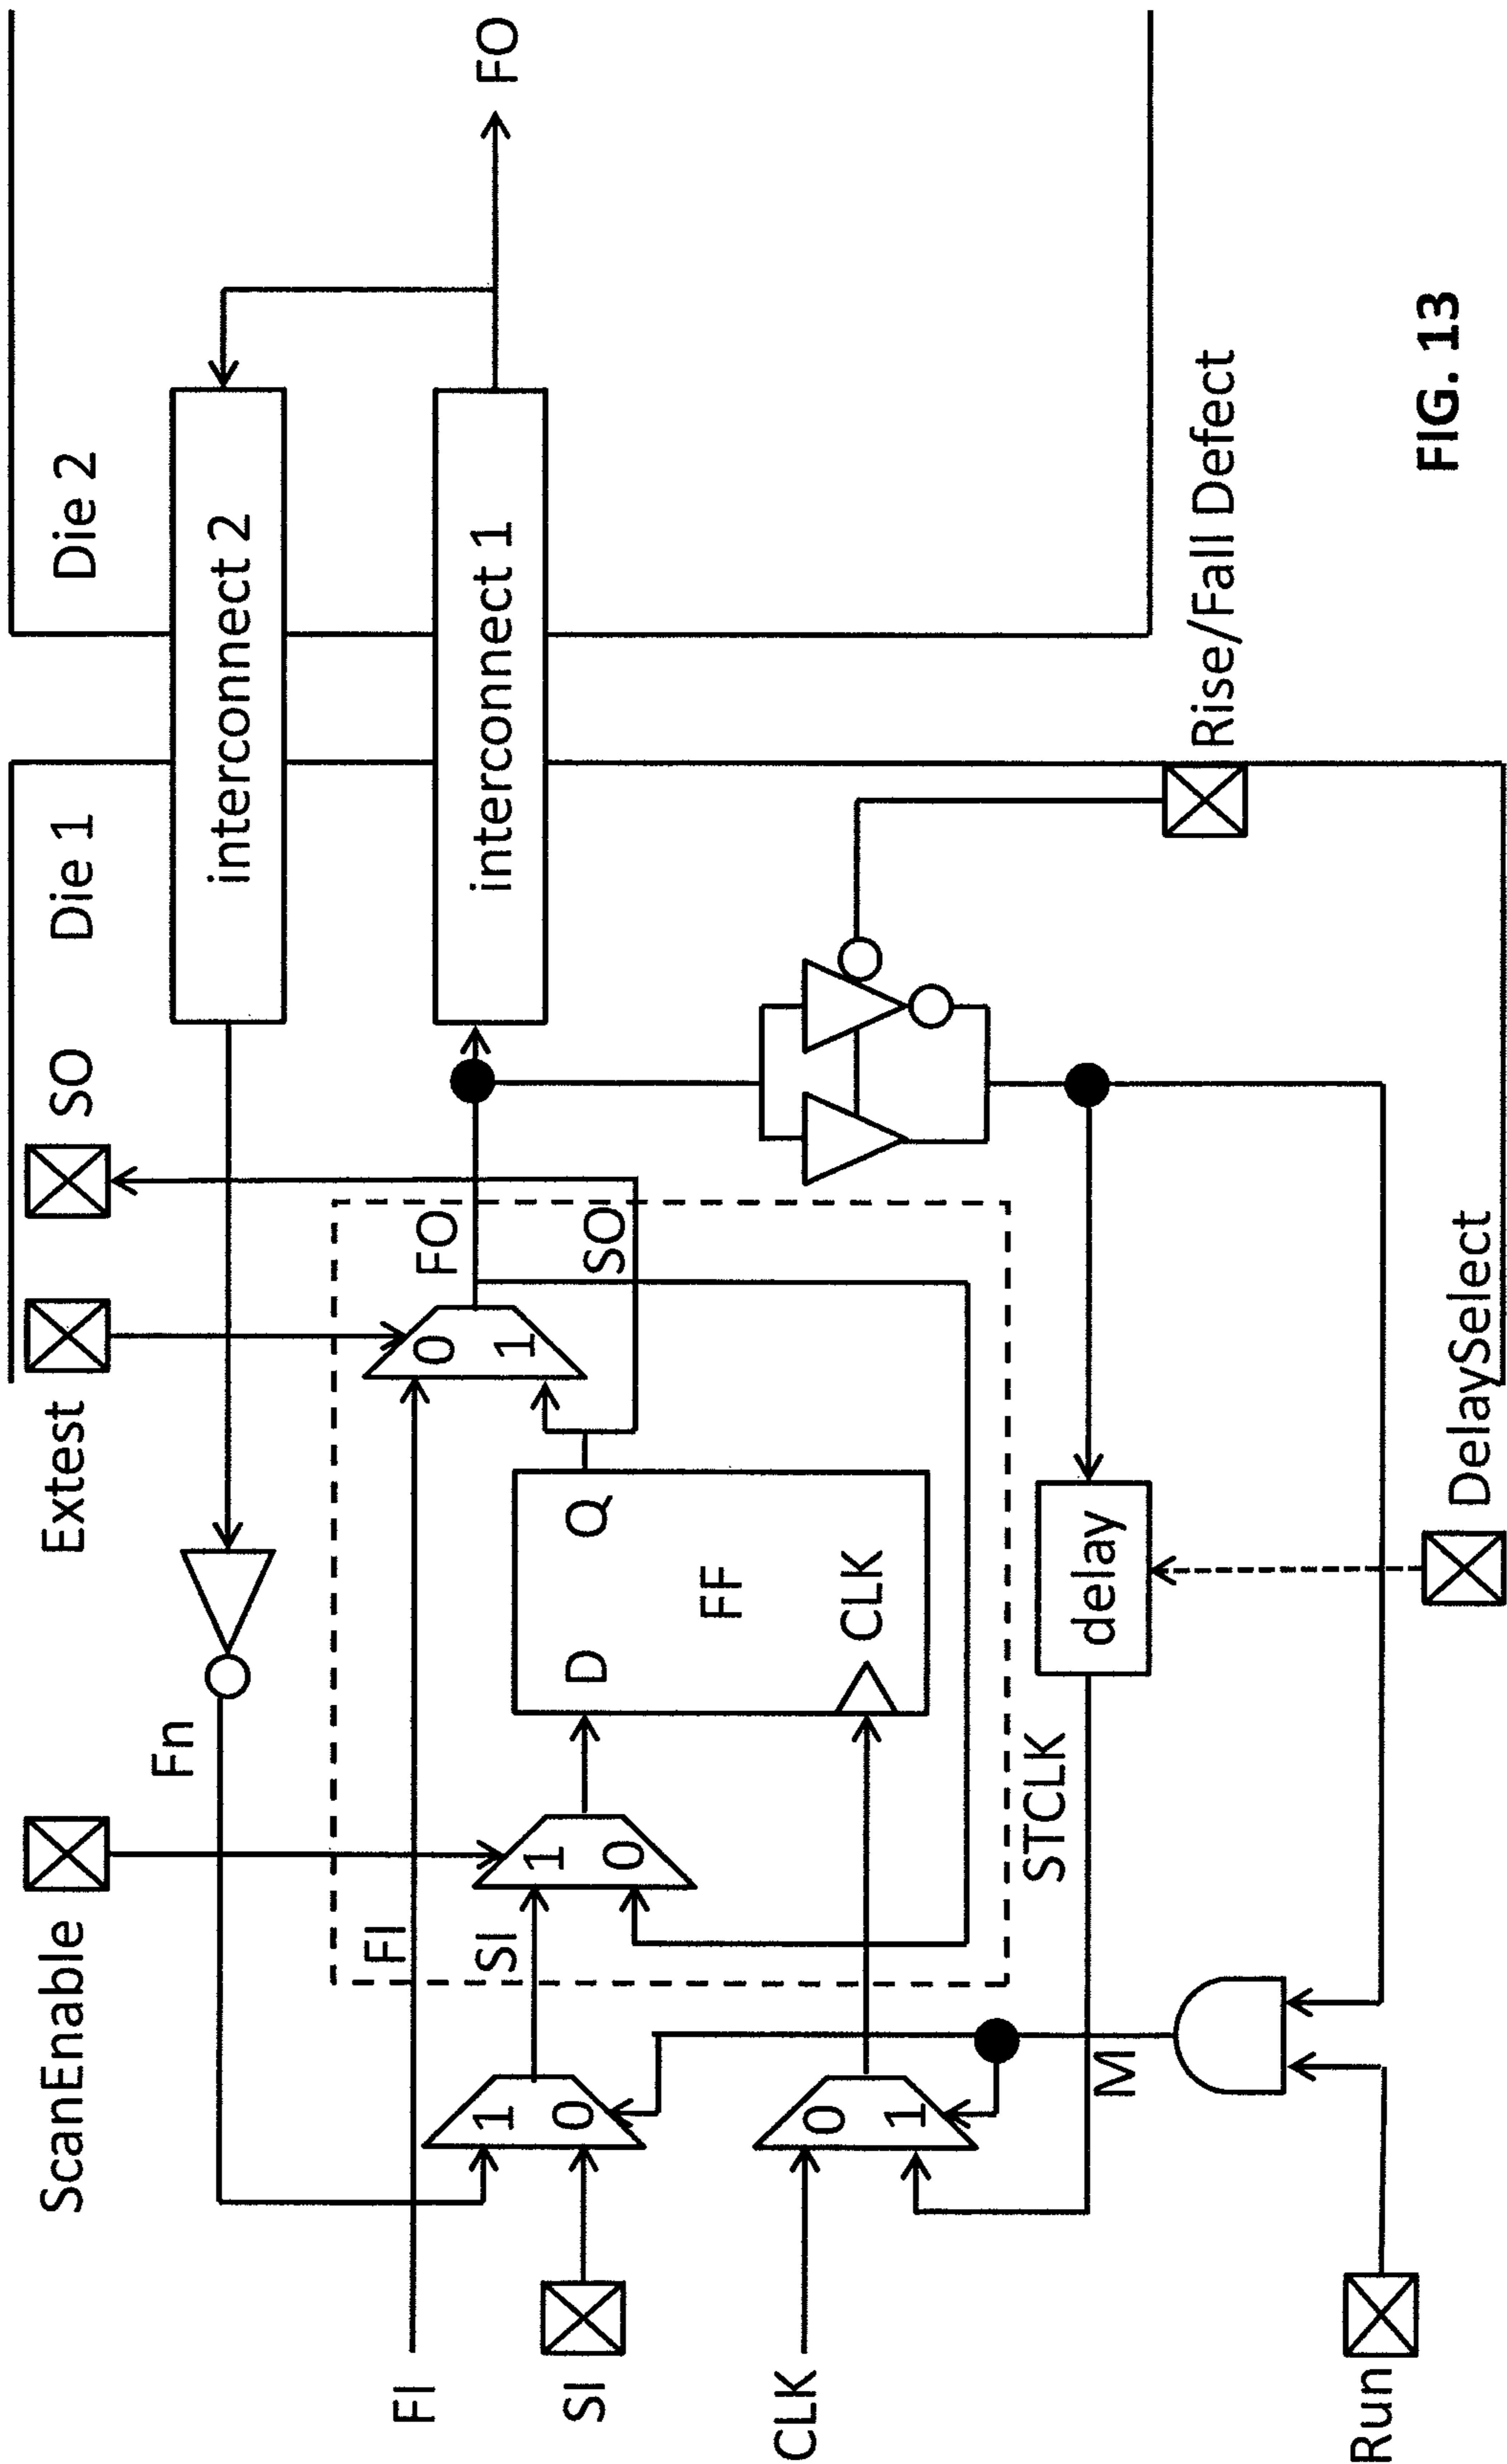 ScanEnable
Extest
SO
Die 1
Die 2
Fn
interconnect 2
FI
FI
FO
0
1
interconnect 1
FO
SI
SI
1
0
1
0
D
Q
SO
FF
CLK
CLK
0
1
STCLK
delay
M
Rise/Fall Defect
Run
DelaySelect
FIG. 13